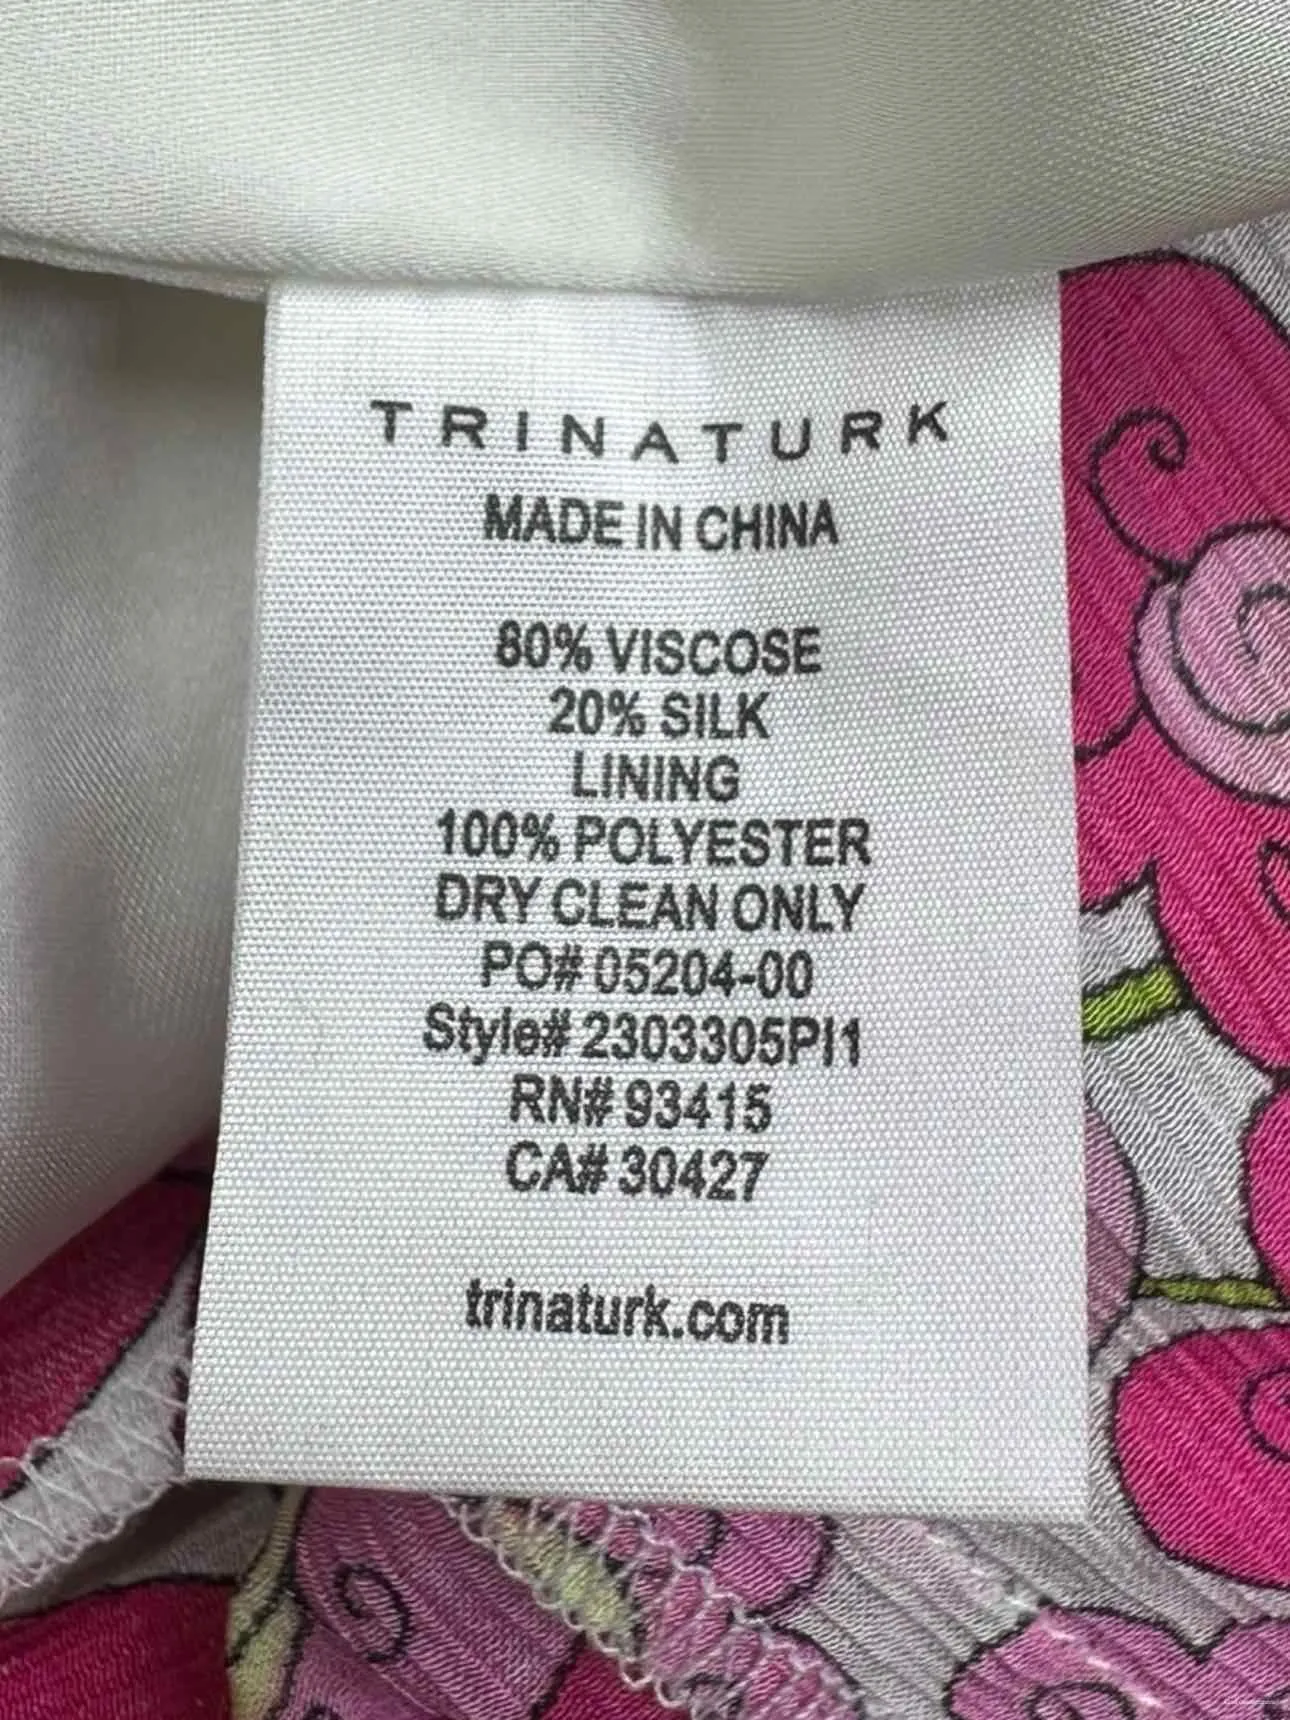 TRINATURK
MADE IN CHINA
80% VISCOSE
20% SILK
LINING
100% POLYESTER
DRY CLEAN ONLY
PO# 05204-00
Style# 2303305PI1
RN# 93415
CA# 30427
trinaturk.com